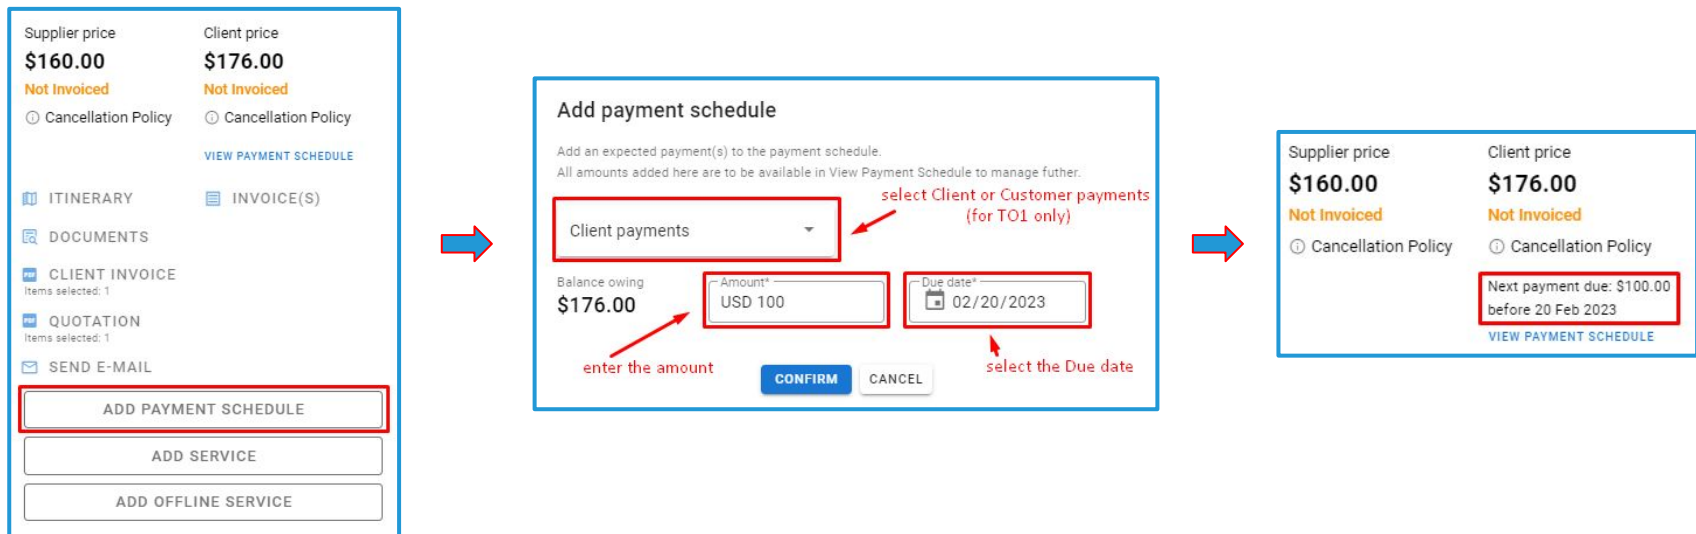 Supplier price
Client price
$160.00
$176.00
Not Invoiced
Not Invoiced
Cancellation Policy
Cancellation Policy
VIEW PAYMENT SCHEDULE
ITINERARY
INVOICE(S)
DOCUMENTS
PDF CLIENT INVOICE
Items selected: 1
PDF QUOTATION
Items selected: 1
SEND E-MAIL
ADD PAYMENT SCHEDULE
ADD SERVICE
ADD OFFLINE SERVICE
Add payment schedule
Add an expected payment(s) to the payment schedule.
All amounts added here are to be available in View Payment Schedule to manage futher.
select Client or Customer payments
(for TO1 only)
Client payments
Balance owing
$176.00
Amount*
USD 100
Due date*
02/20/2023
enter the amount
select the Due date
CONFIRM
CANCEL
Supplier price
Client price
$160.00
$176.00
Not Invoiced
Not Invoiced
Cancellation Policy
Cancellation Policy
Next payment due: $100.00
before 20 Feb 2023
VIEW PAYMENT SCHEDULE